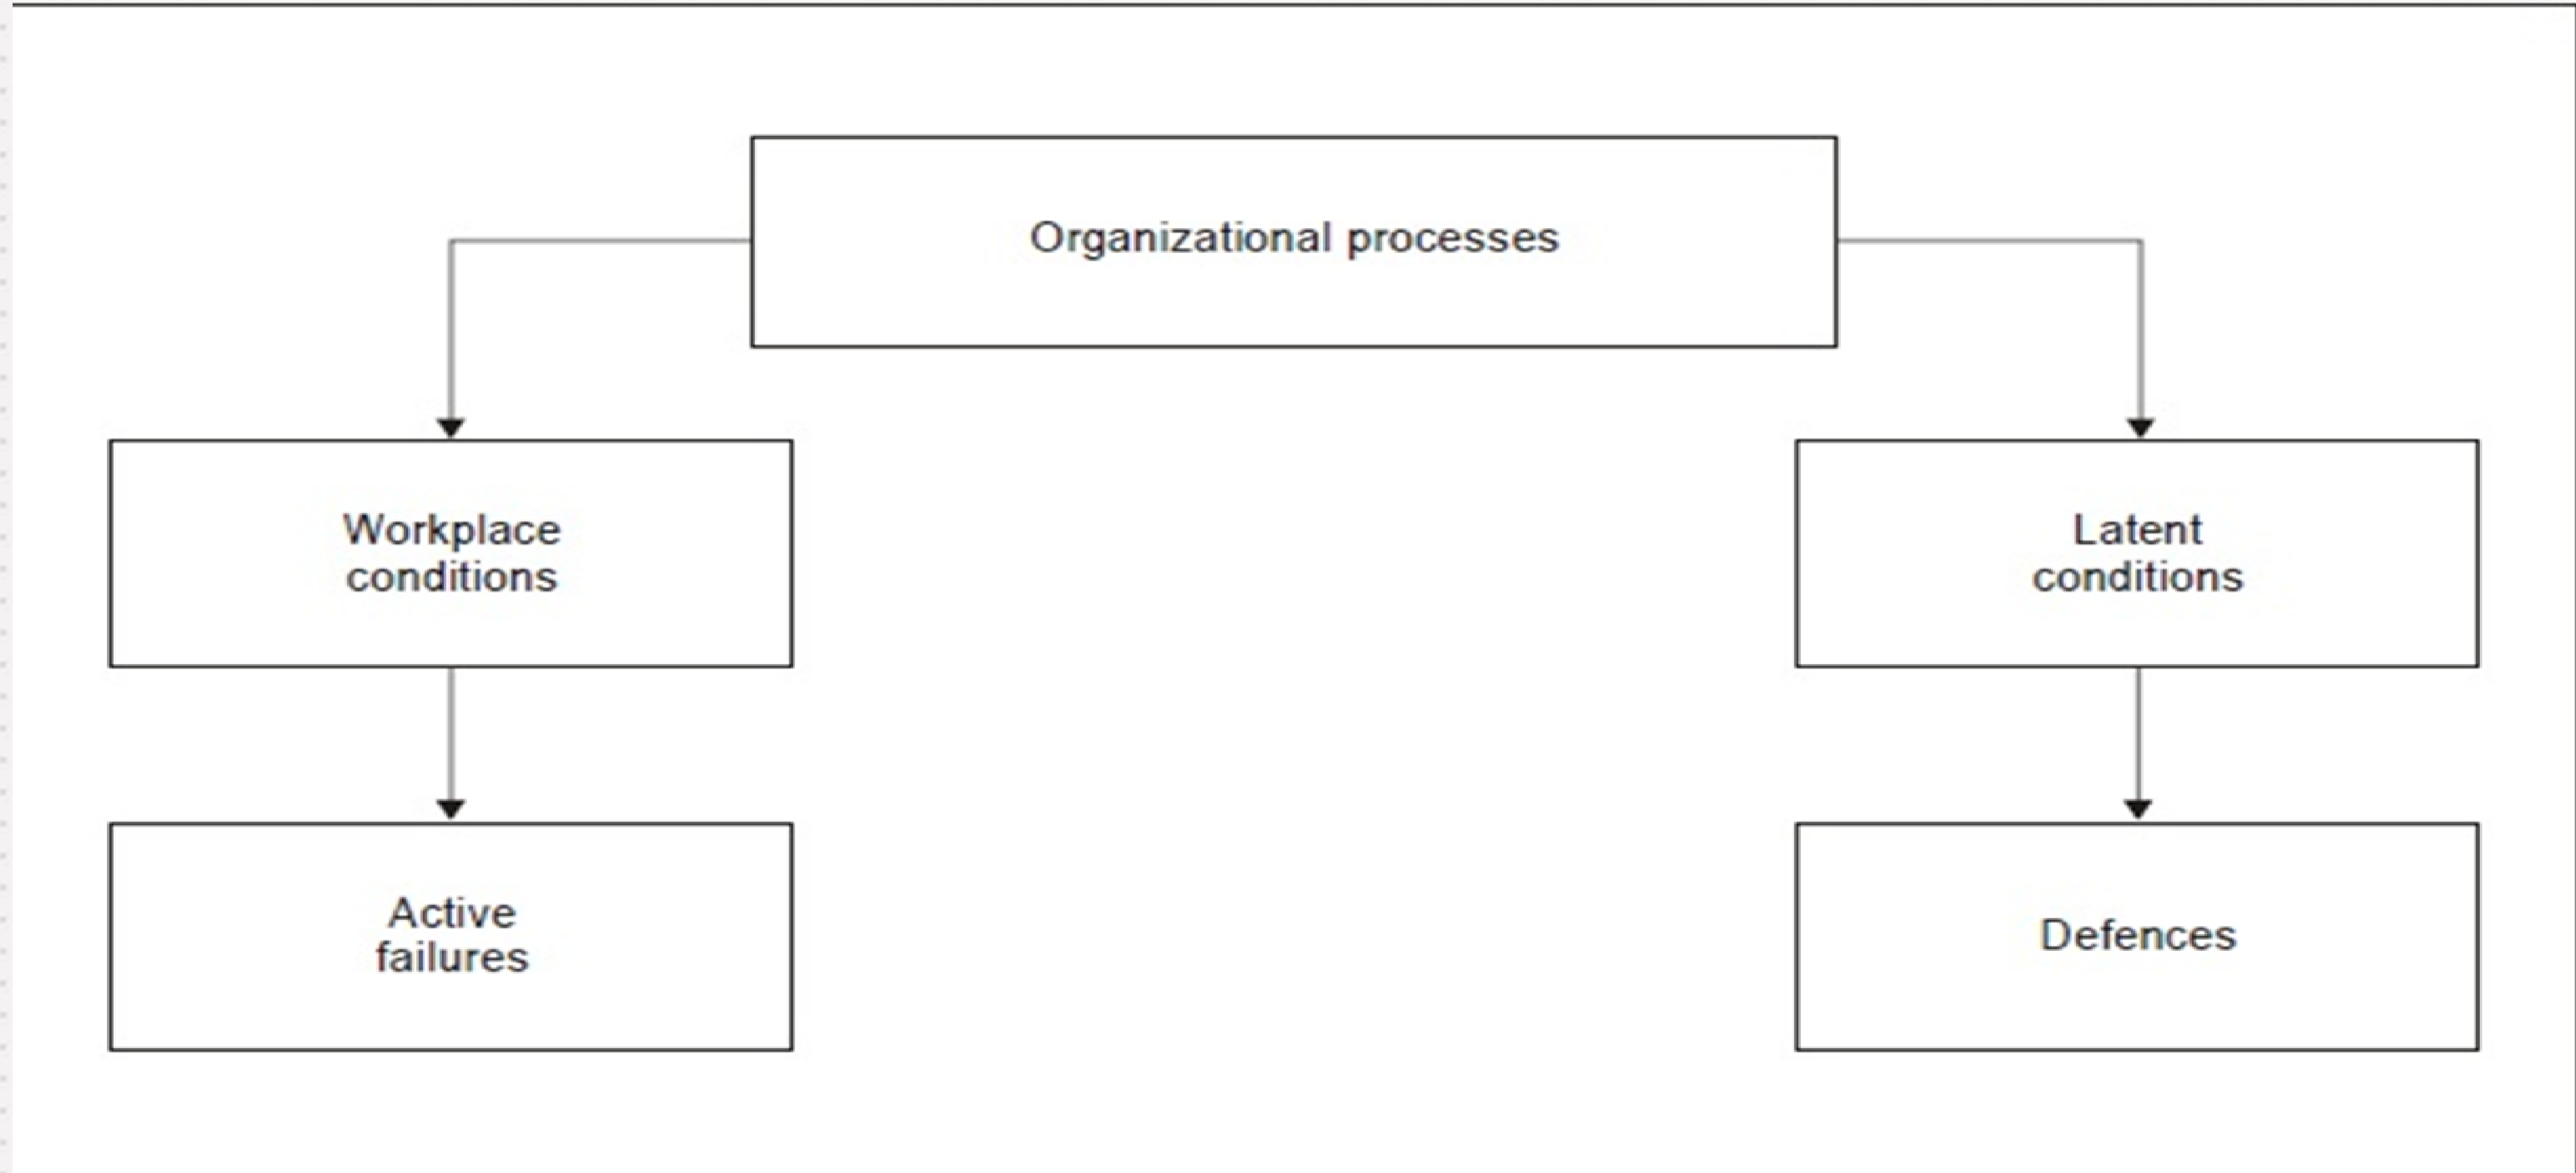 Organizational processes
Workplace
conditions
Latent
conditions
Active
failures
Defences